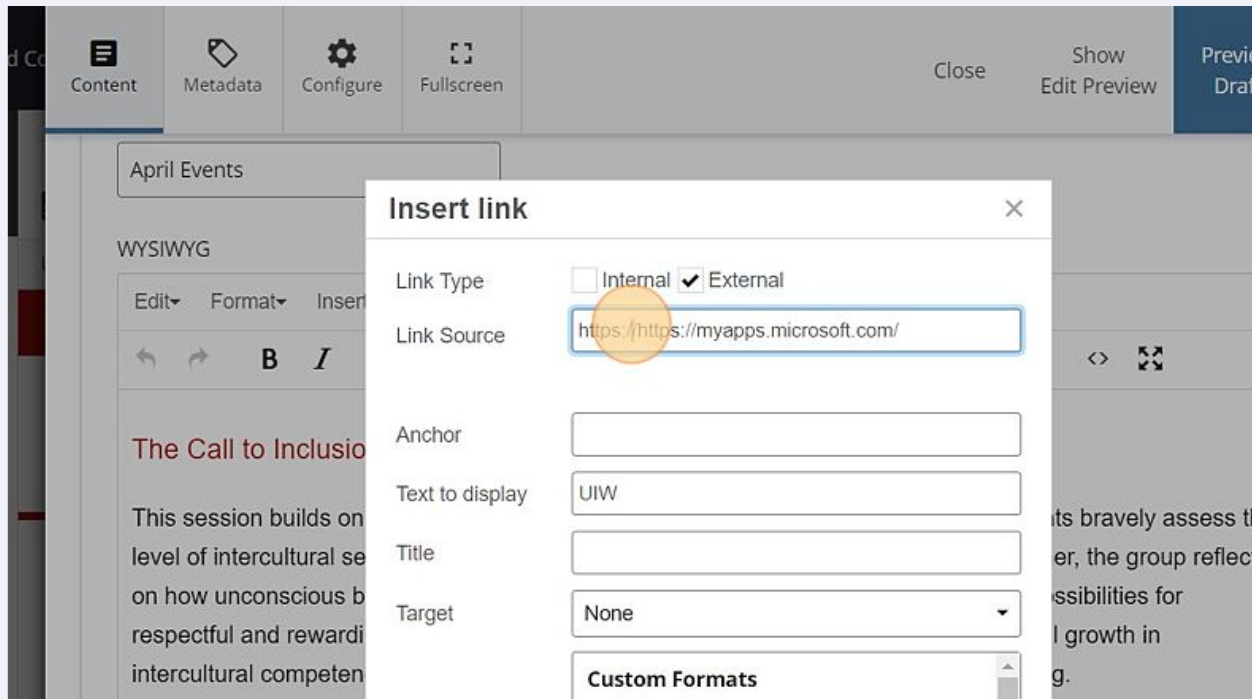 d Co
Content
Metadata
Configure
Fullscreen
Close
Show
Edit Preview
Previe
Draf
April Events
Insert link
WYSIWYG
Link Type
Internal
External
Edit
Format
Insert
Link Source
https:/https://myapps.microsoft.com/
B I
<>
The Call to Inclusio
Anchor
Text to display
UIW
This session builds on
ts bravely assess th
Title
level of intercultural se
er, the group reflec
on how unconscious b
ssibilities for
Target
None
respectful and rewardi
l growth in
intercultural competen
g.
Custom Formats